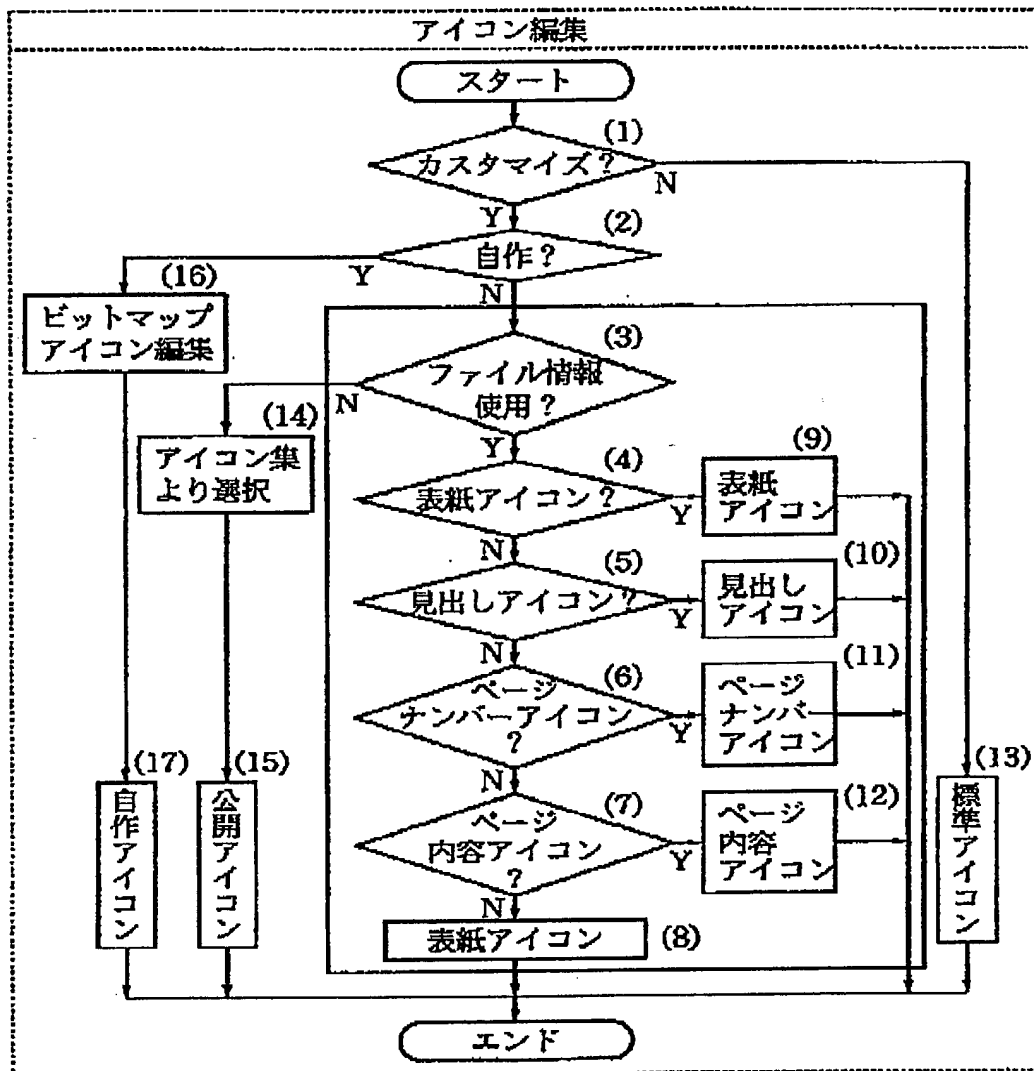 アイコン編集
スタート
(1)
カスタマイズ?
N
Y
(2)
自作?
Y
N
(16)
ビットマップ
アイコン編集
(3)
ファイル情報
使用?
N
Y
(14)
アイコン集
より選択
(4)
表紙アイコン?
Y
N
(9)
表紙
アイコン
(5)
見出しアイコン?
Y
N
(10)
見出し
アイコン
(6)
ページ
ナンバーアイコン
?
Y
N
(11)
ページ
ナンバー
アイコン
(7)
ページ
内容アイコン
?
Y
N
(12)
ページ
内容
アイコン
(17)
自作アイコン
(15)
公開アイコン
(13)
標準アイコン
表紙アイコン
(8)
エンド